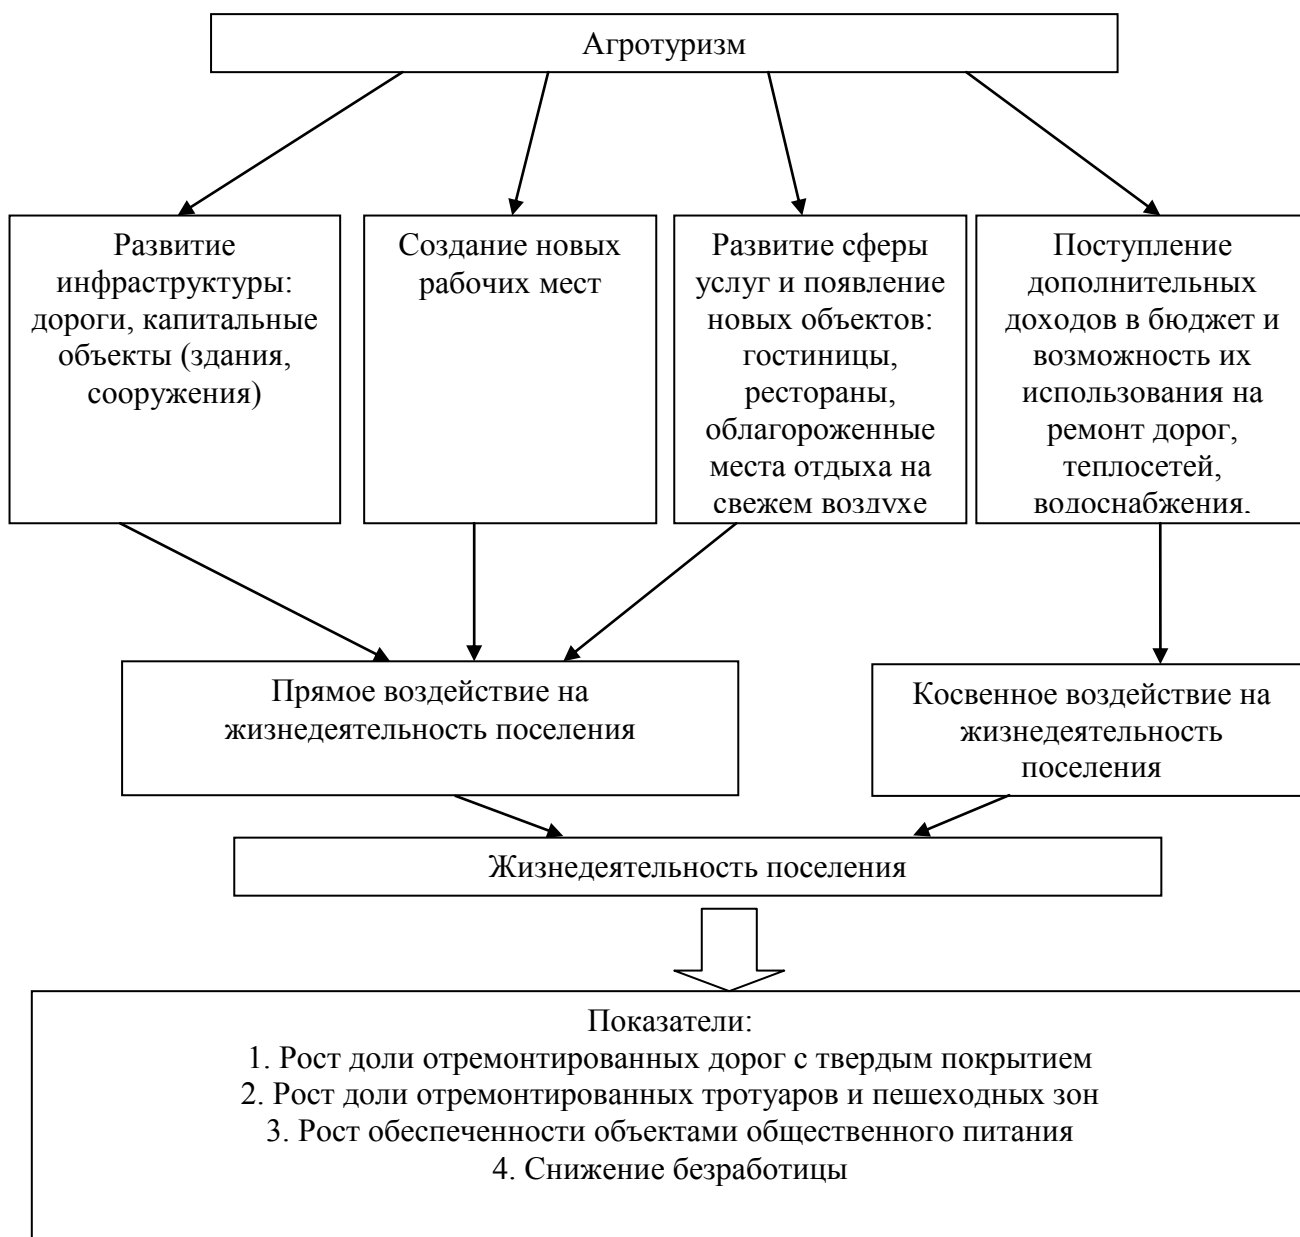 Агротуризм
Развитие
инфраструктуры:
дороги, капитальные
объекты (здания,
сооружения)
Создание новых
рабочих мест
Развитие сферы
услуг и появление
новых объектов:
гостиницы,
рестораны,
облагороженные
места отдыха на
свежем воздухе
Поступление
дополнительных
доходов в бюджет и
возможность их
использования на
ремонт дорог,
теплосетей,
водоснабжения,
Прямое воздействие на
жизнедеятельность поселения
Косвенное воздействие на
жизнедеятельность
поселения
Жизнедеятельность поселения
Показатели:
1. Рост доли отремонтированных дорог с твердым покрытием
2. Рост доли отремонтированных тротуаров и пешеходных зон
3. Рост обеспеченности объектами общественного питания
4. Снижение безработицы